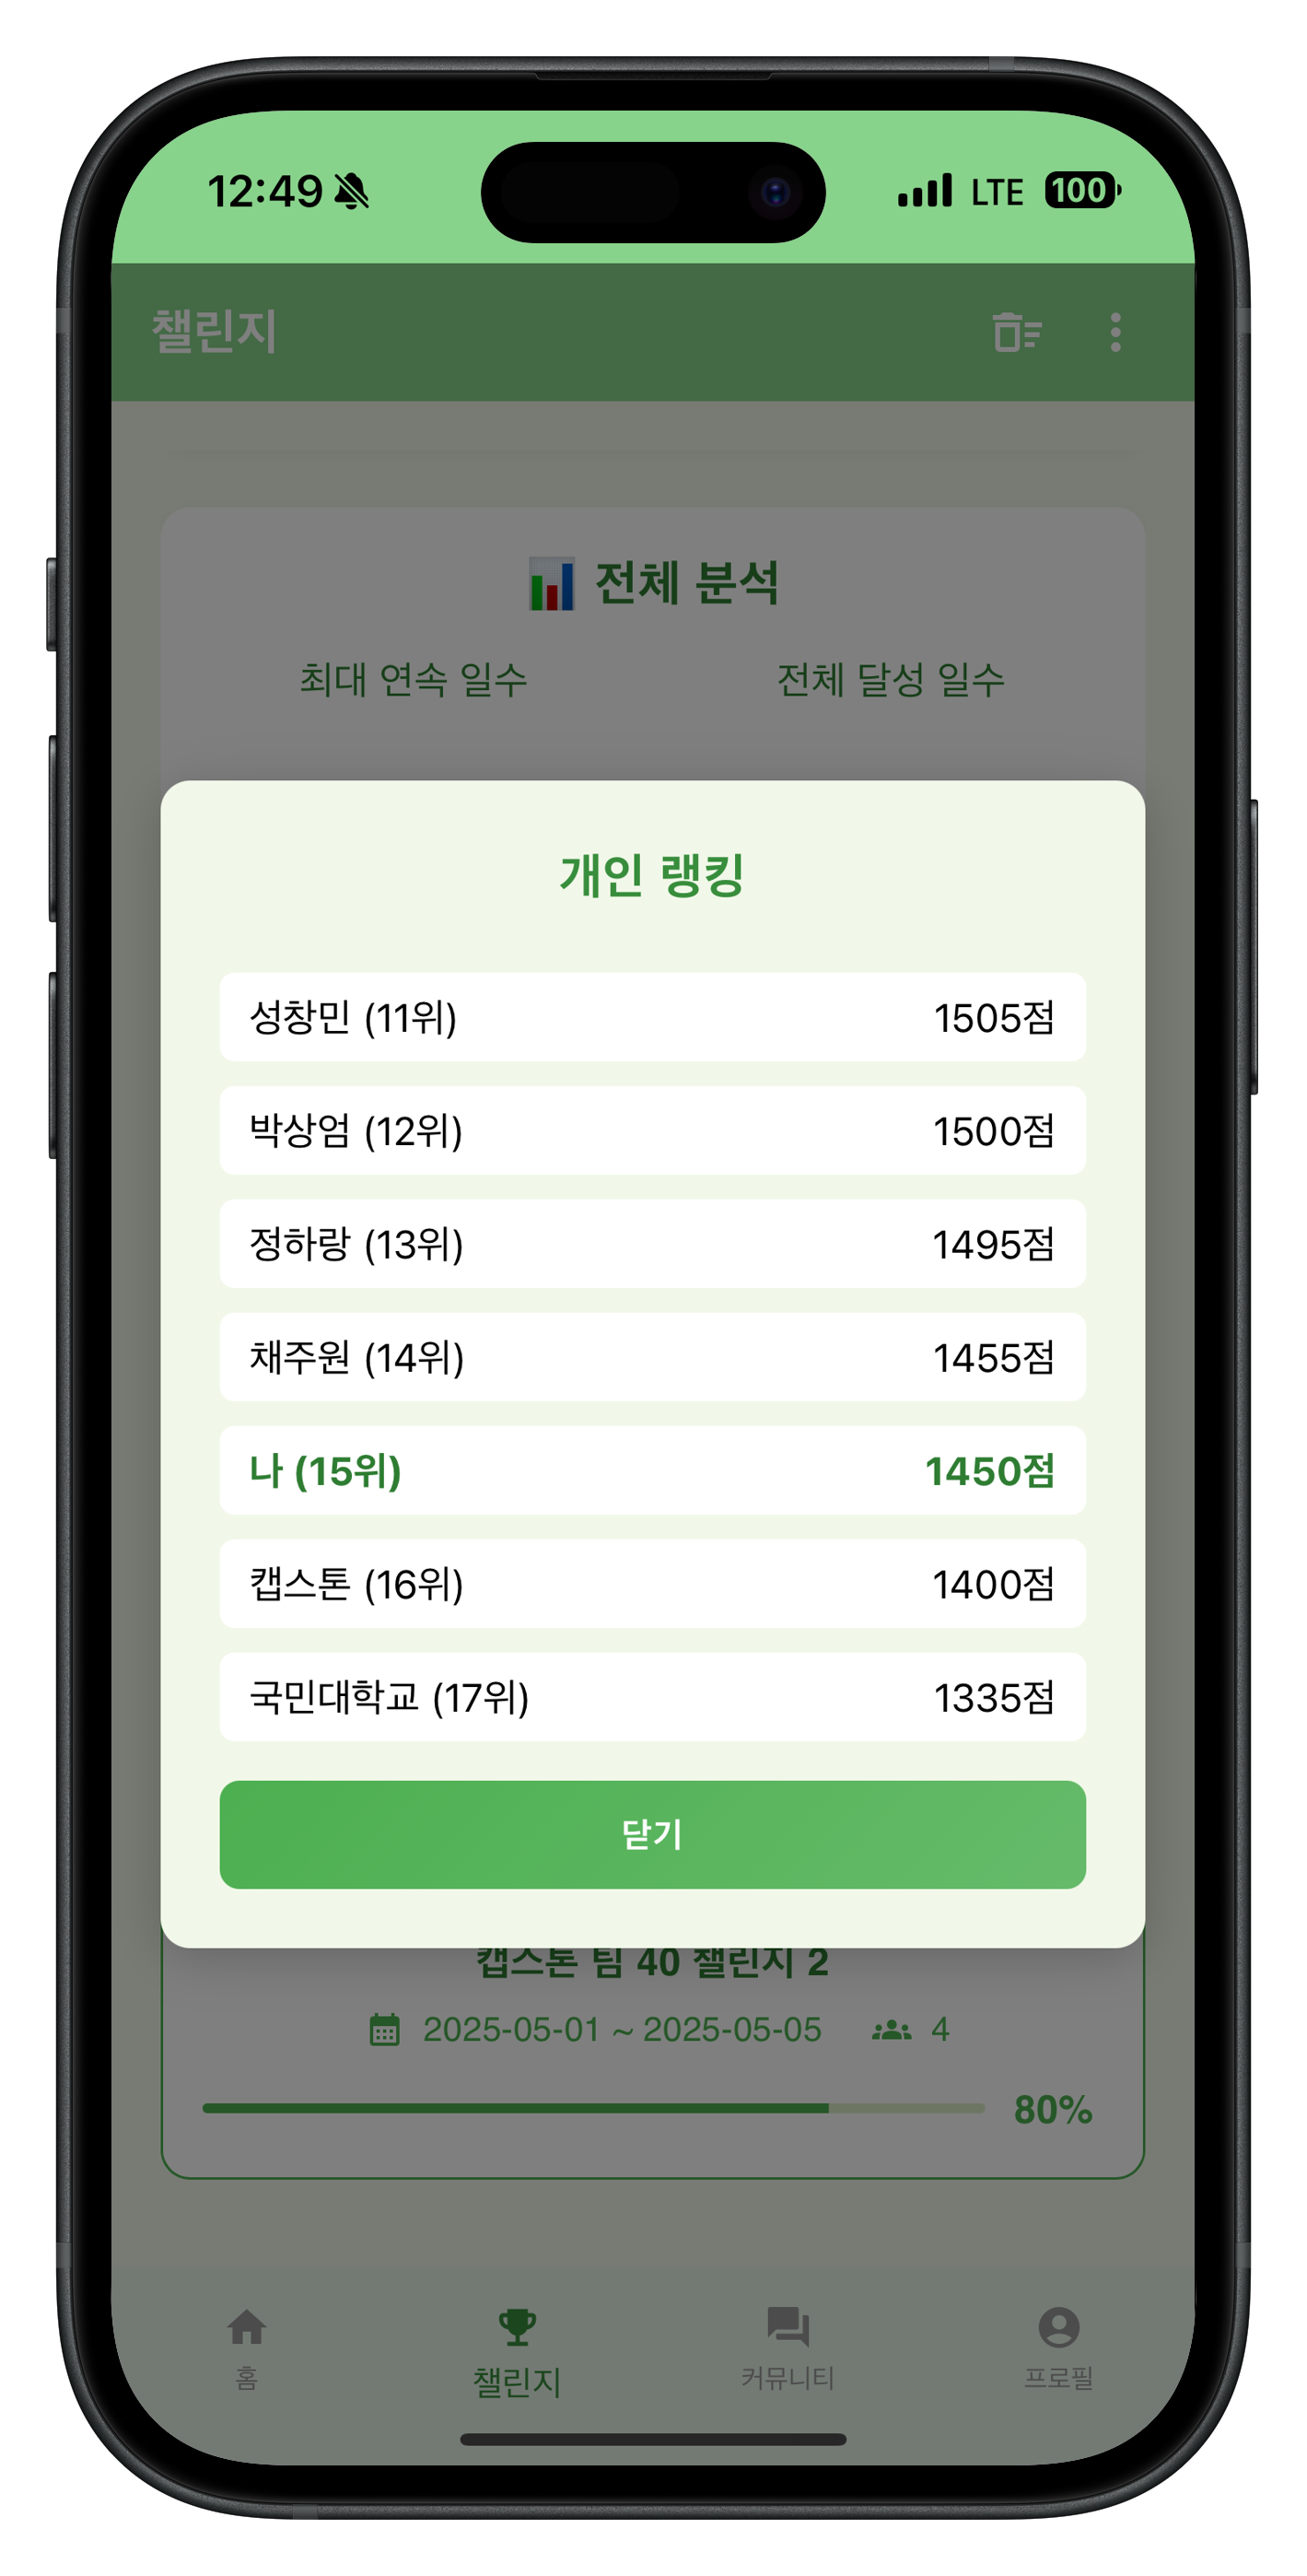 12:49 LTE 100
챌린지
전체 분석
최대 연속 일수 전체 달성 일수
개인 랭킹
성창민 (11위) 1505점
박상엄 (12위) 1500점
정하랑 (13위) 1495점
채주원 (14위) 1455점
나 (15위) 1450점
캡스톤 (16위) 1400점
국민대학교 (17위) 1335점
닫기
캡스톤 팀 40 챌린지 2
2025-05-01 ~ 2025-05-05 4
80%
홈 챌린지 커뮤니티 프로필